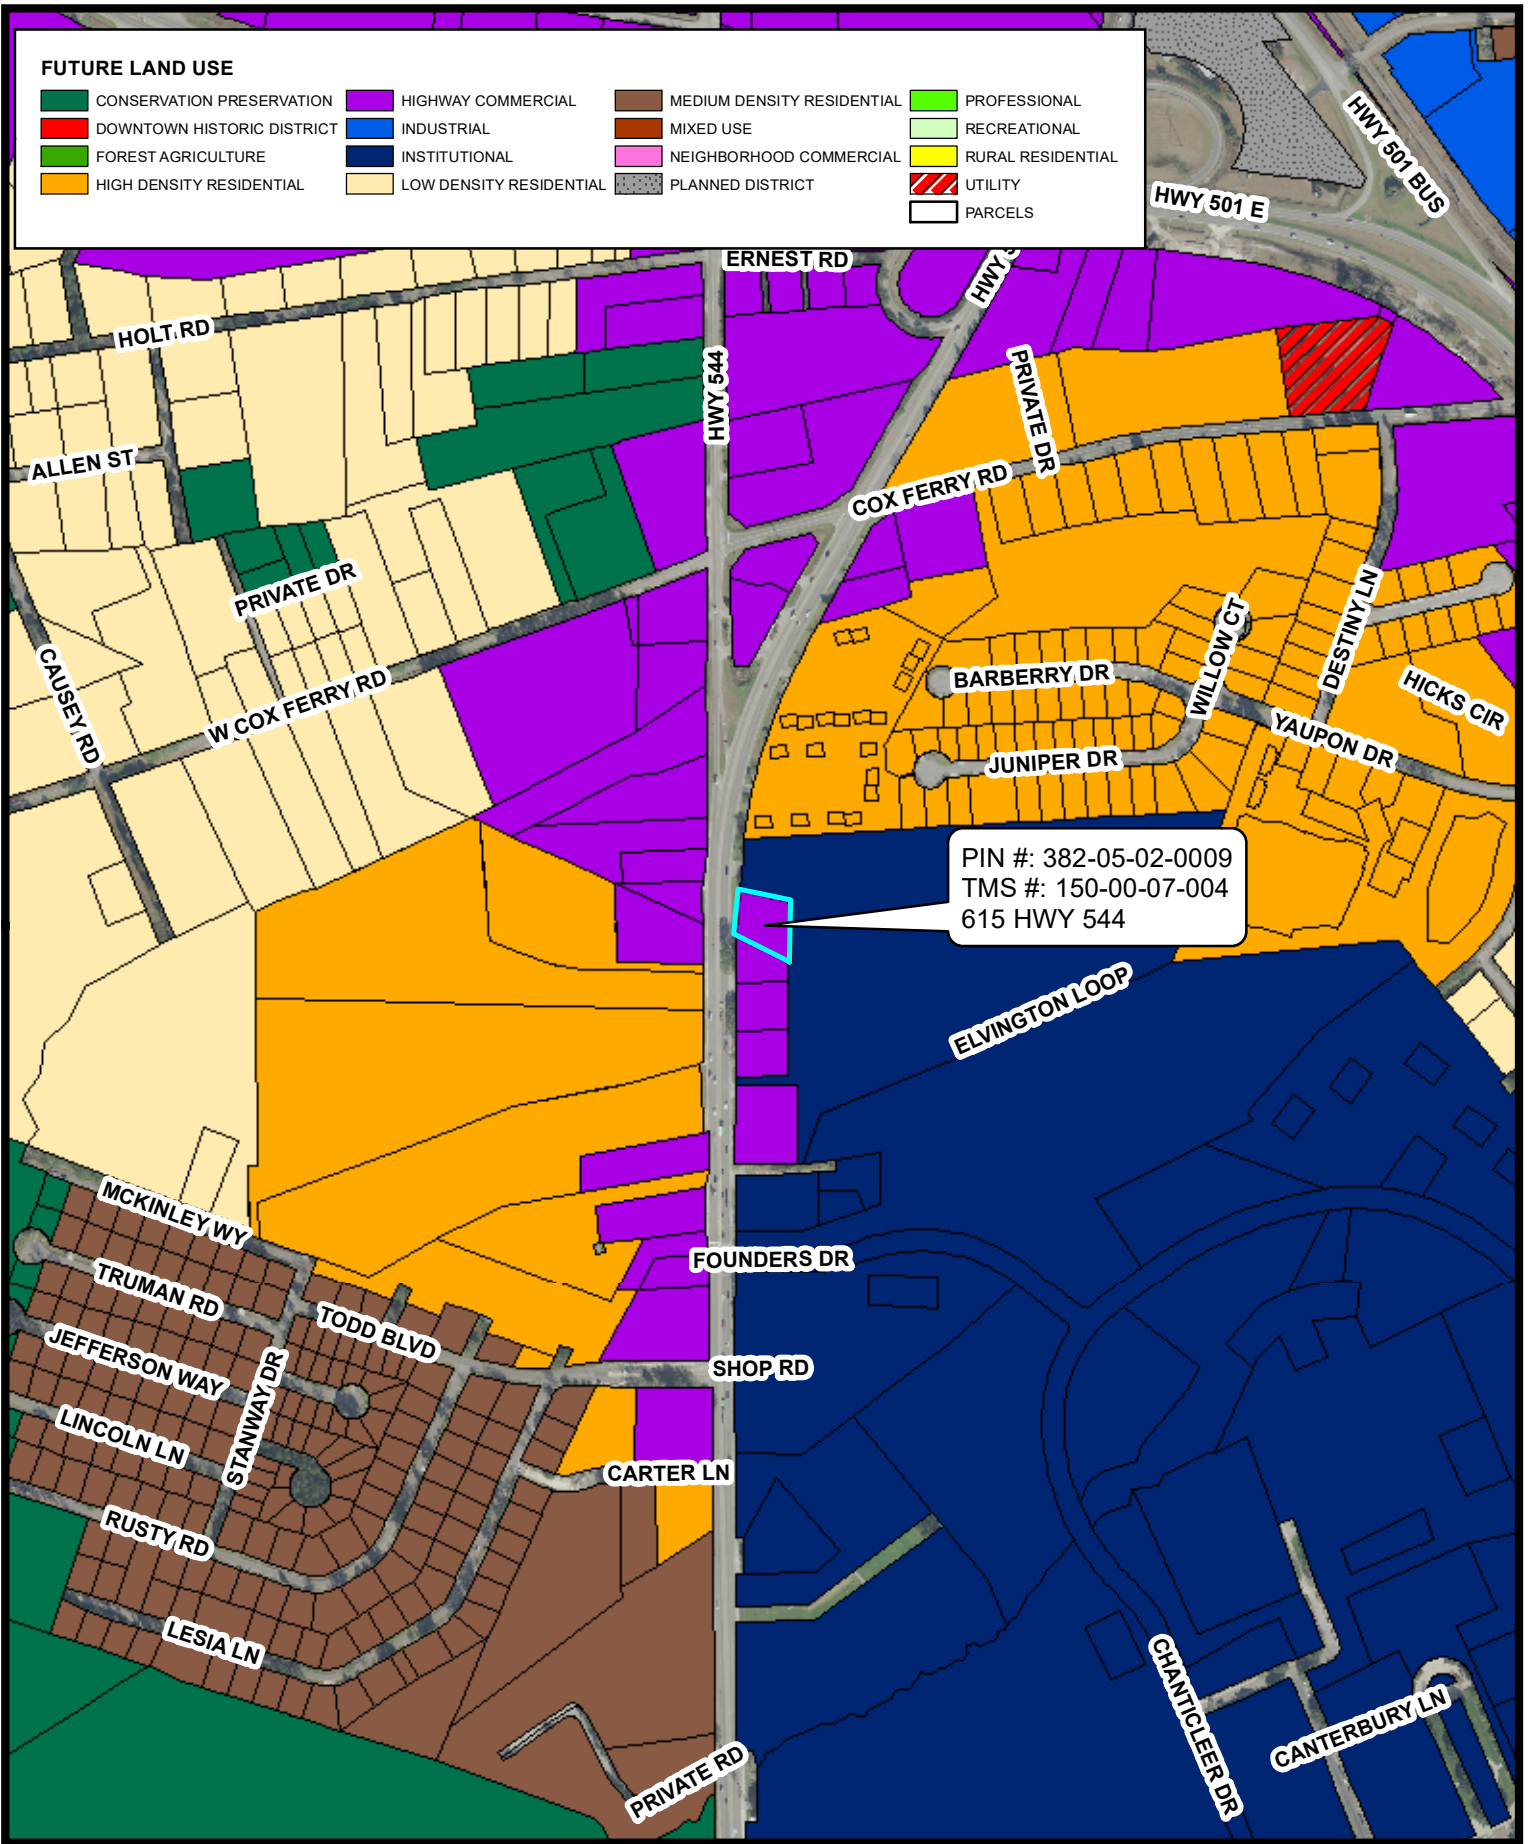 FUTURE LAND USE
CONSERVATION PRESERVATION
DOWNTOWN HISTORIC DISTRICT
FOREST AGRICULTURE
HIGH DENSITY RESIDENTIAL
HIGHWAY COMMERCIAL
INDUSTRIAL
INSTITUTIONAL
LOW DENSITY RESIDENTIAL
MEDIUM DENSITY RESIDENTIAL
MIXED USE
NEIGHBORHOOD COMMERCIAL
PLANNED DISTRICT
PROFESSIONAL
RECREATIONAL
RURAL RESIDENTIAL
UTILITY
PARCELS
HWY 501 BUS
HWY 501 E
ERNEST RD
HWY
HOLT RD
HWY 544
PRIVATE DR
ALLEN ST
COX FERRY RD
PRIVATE DR
DESTINY LN
WILLOW CT
CAUSEY RD
W COX FERRY RD
BARBERRY DR
HICKS CIR
YAUPON DR
JUNIPER DR
PIN #: 382-05-02-0009
TMS #: 150-00-07-004
615 HWY 544
ELVINGTON LOOP
MCKINLEY WY
FOUNDERS DR
TRUMAN RD
TODD BLVD
JEFFERSON WAY
STANWAY DR
SHOP RD
LINCOLN LN
CARTER LN
RUSTY RD
LESIA LN
CHANTICLEER DR
CANTERBURY LN
PRIVATE RD